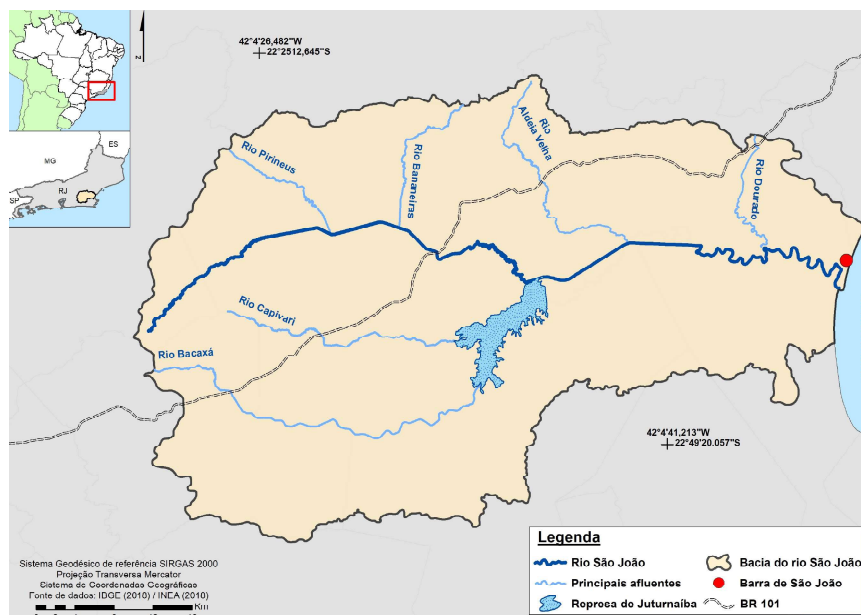 42°4'26,482"W
22°2512,645"S
z
ES
MG
RJ
SP
Rio Pirineus
Rio Bananeiras
Rio
Aldeia Velha
Rio Dourado
Rio Capivari
Rio Bacaxá
42°4'41,213"W
22°49'20.057"S
Legenda
Rio São João
Bacia do rio São João
Principais afluentes
Barra de São João
Roprosa do Juturnaíba
BR 101
Sistema Geodésico de referência SIRGAS 2000
Projeção Transversa Mercator
Sistema de Coordenadas Geográficas
Fonte de dados: IDGE (2010) / INEA (2010)
Km